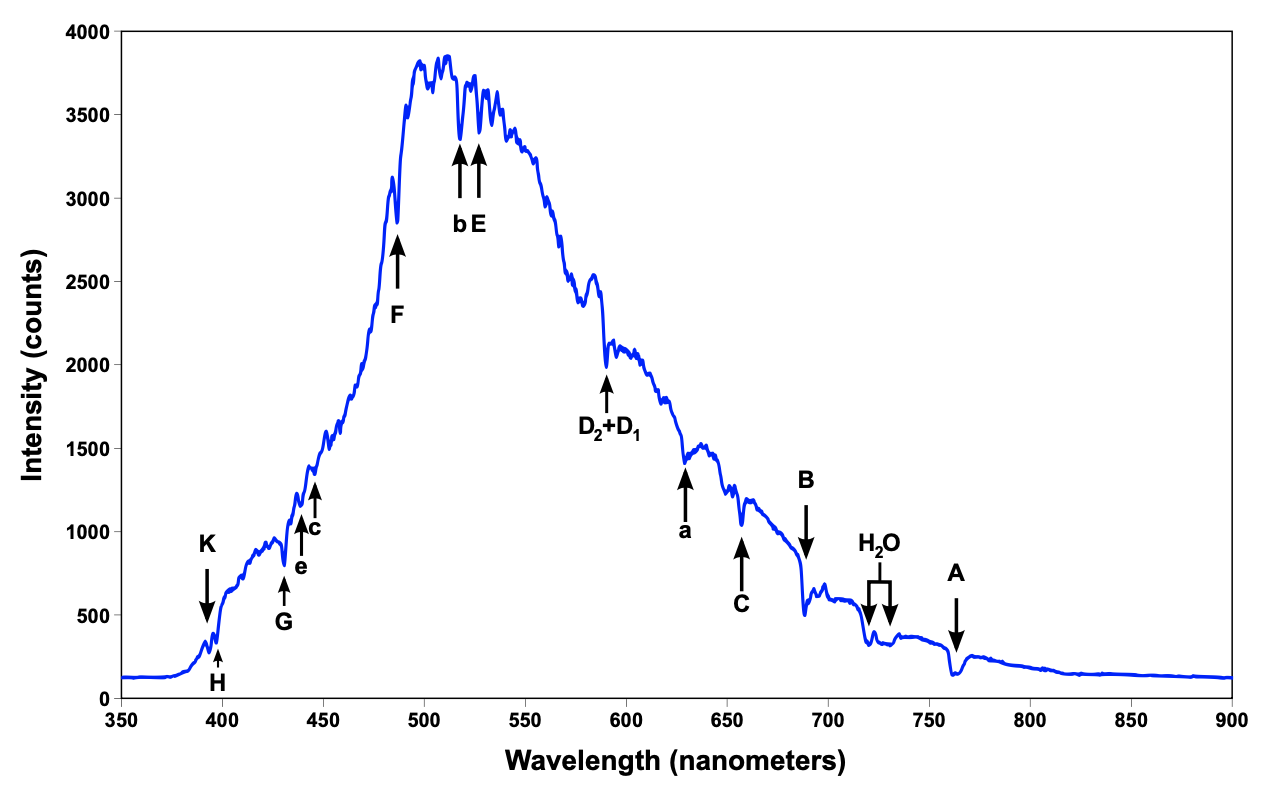 4000
3500
3000
2500
2000
1500
1000
500
0
Intensity (counts)
b E
F
D₂+D₁
B
K
c
e
a
H₂O
A
C
G
H
350 400 450 500 550 600 650 700 750 800 850 900
Wavelength (nanometers)